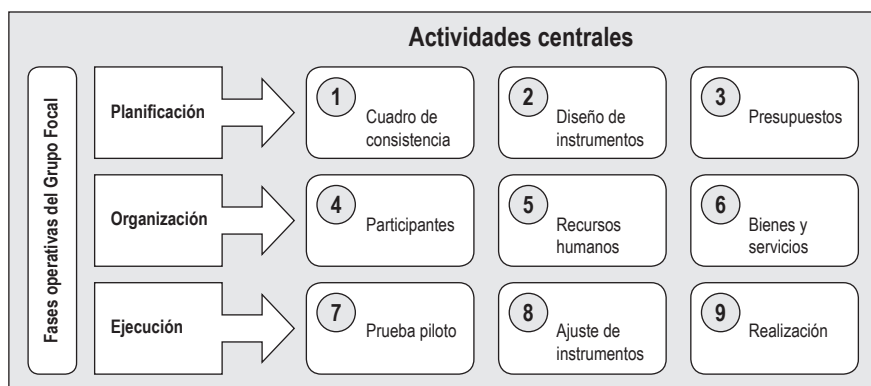 Actividades centrales
Fases operativas del Grupo Focal
Planificación
1
Cuadro de
consistencia
2
Diseño de
instrumentos
3
Presupuestos
Organización
4
Participantes
5
Recursos
humanos
6
Bienes y
servicios
Ejecución
7
Prueba piloto
8
Ajuste de
instrumentos
9
Realización